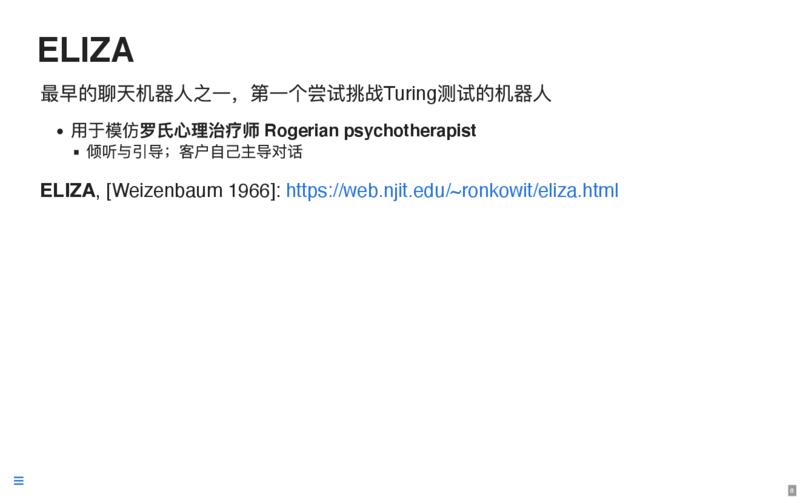 ELIZA
最早的聊天机器人之一，第一个尝试挑战Turing测试的机器人
• 用于模仿罗氏心理治疗师 Rogerian psychotherapist
▪ 倾听与引导；客户自己主导对话
ELIZA, [Weizenbaum 1966]: https://web.njit.edu/~ronkowit/eliza.html